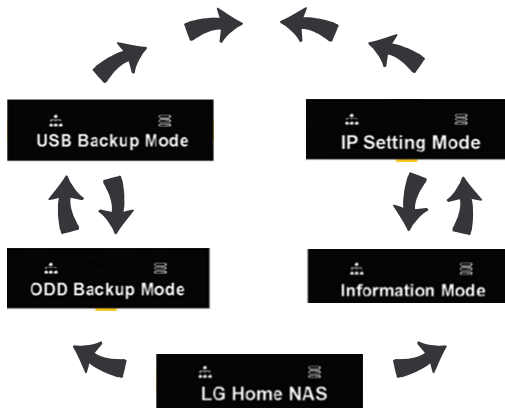 USB Backup Mode
IP Setting Mode
ODD Backup Mode
Information Mode
LG Home NAS